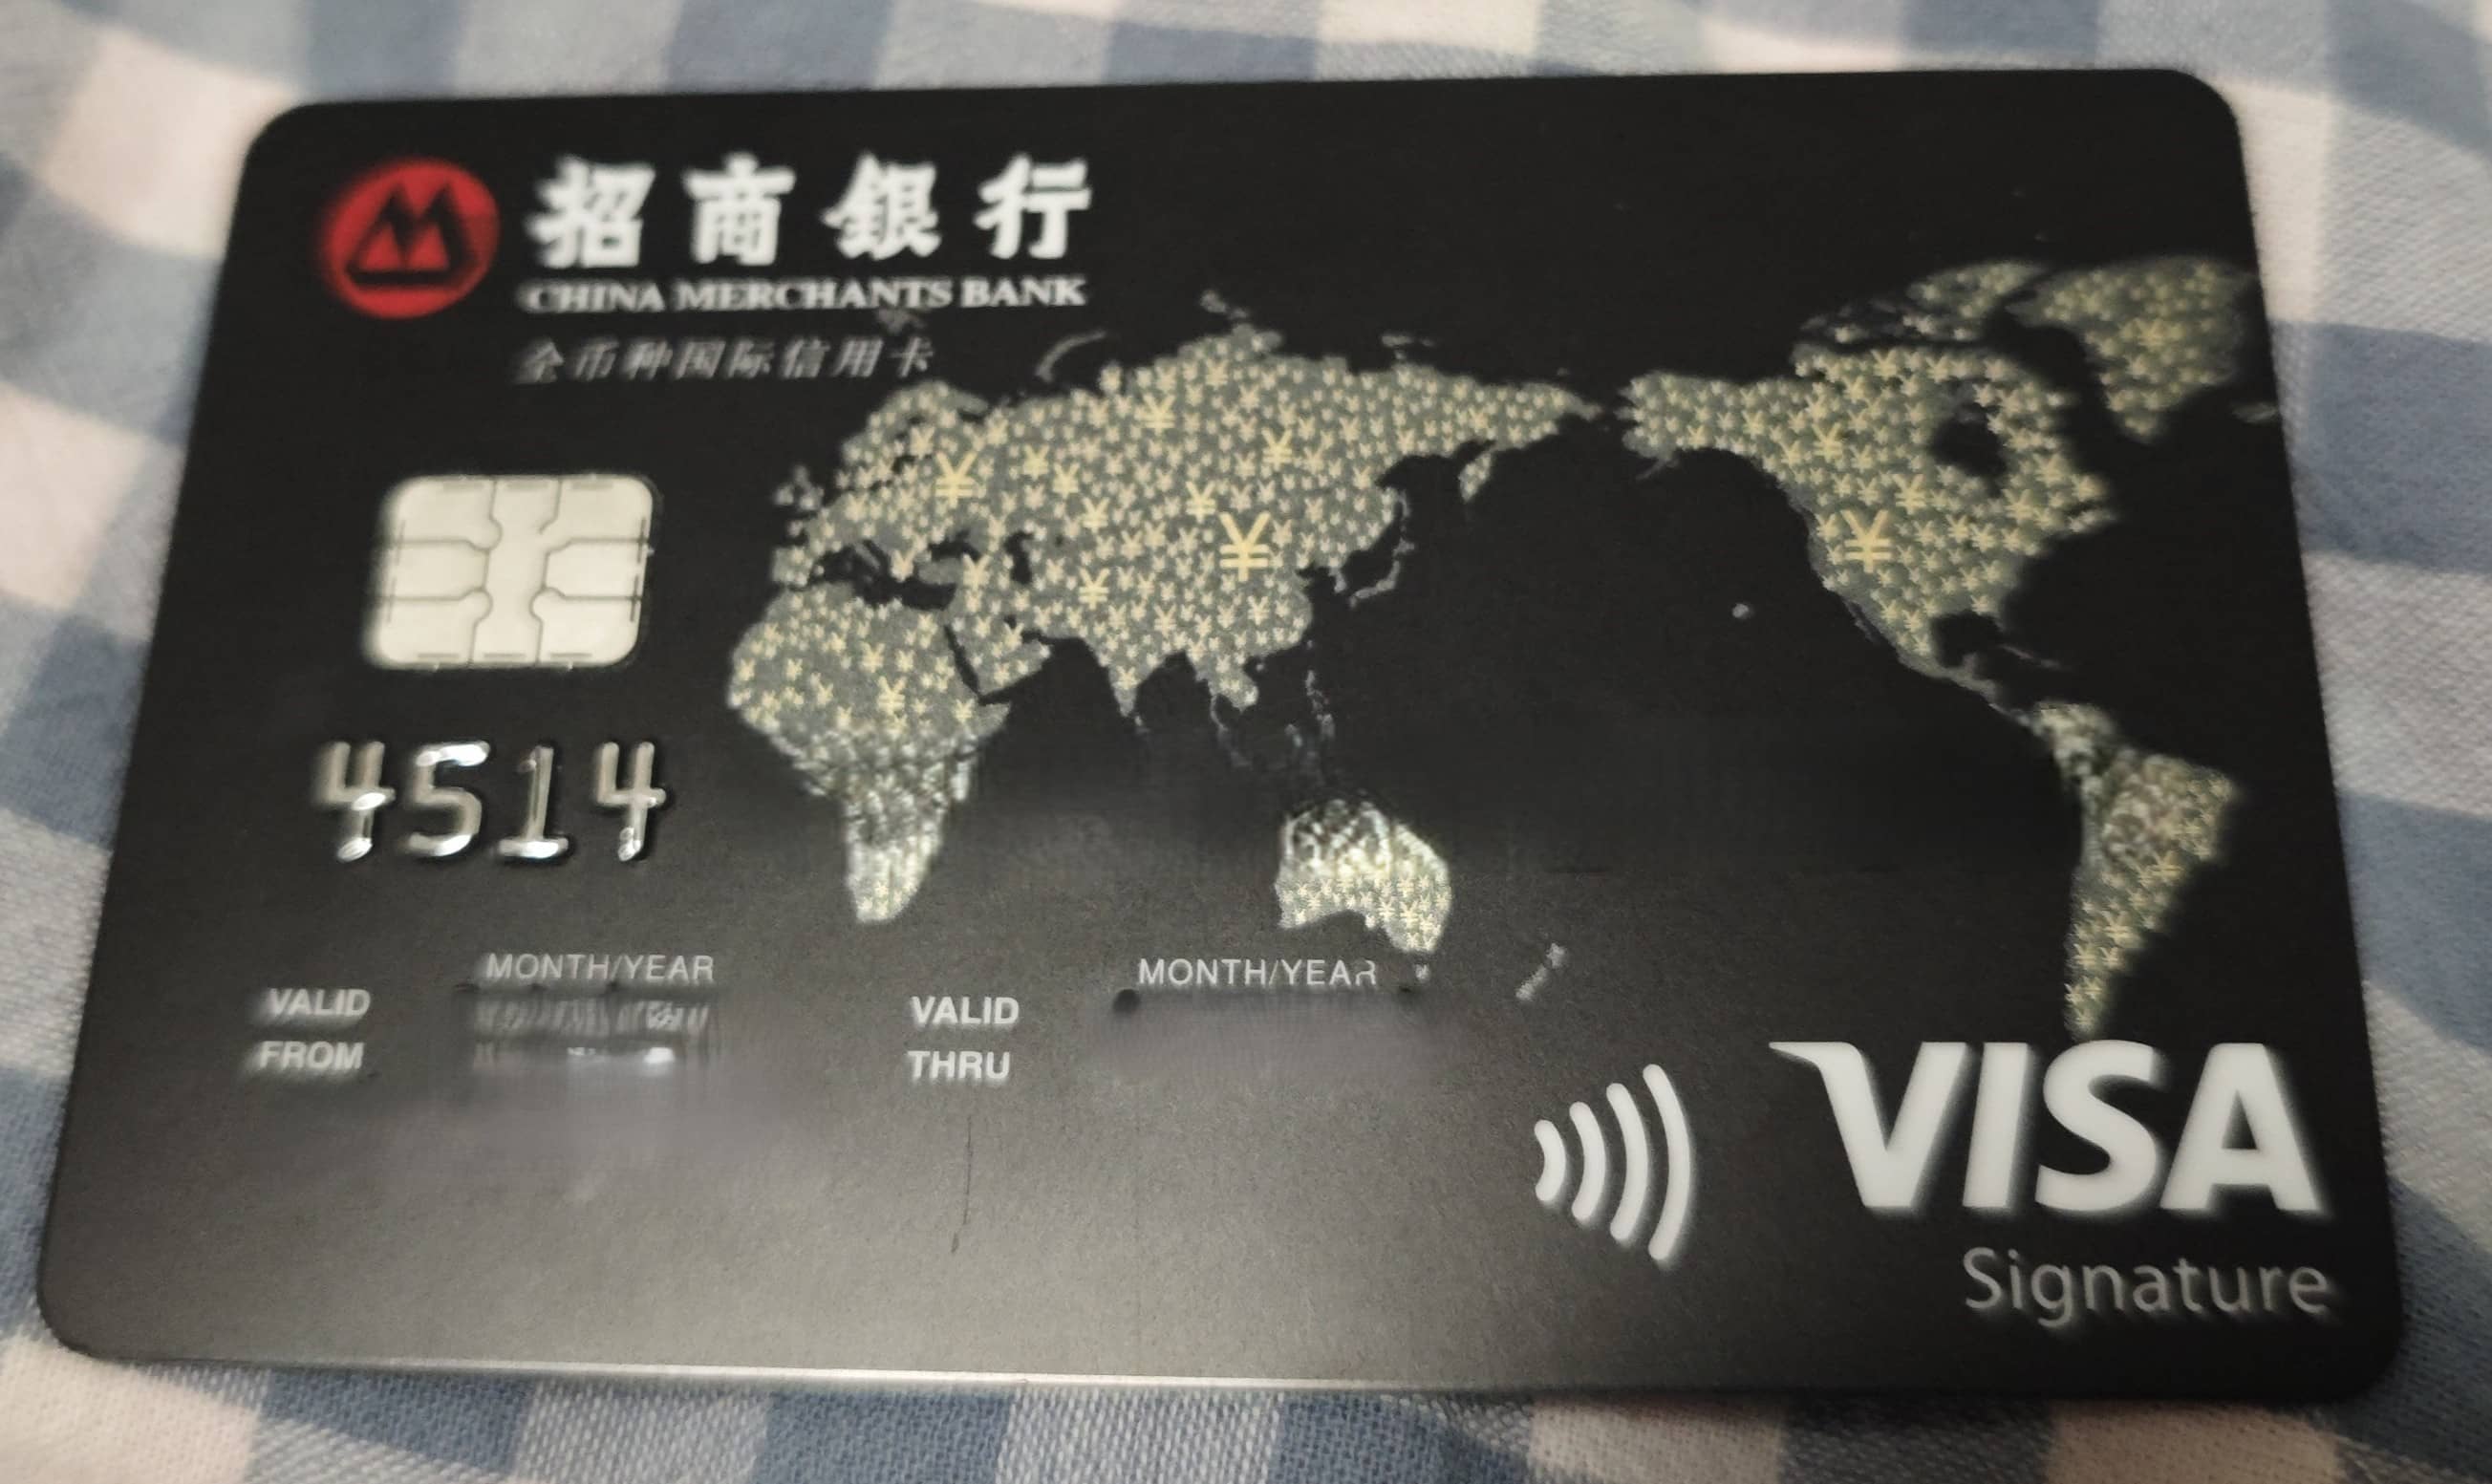 招商银行
CHINA MERCHANTS BANK
全币种国际信用卡
4514
MONTH/YEAR
MONTH/YEAR
VALID
FROM
VALID
THRU
VISA
Signature